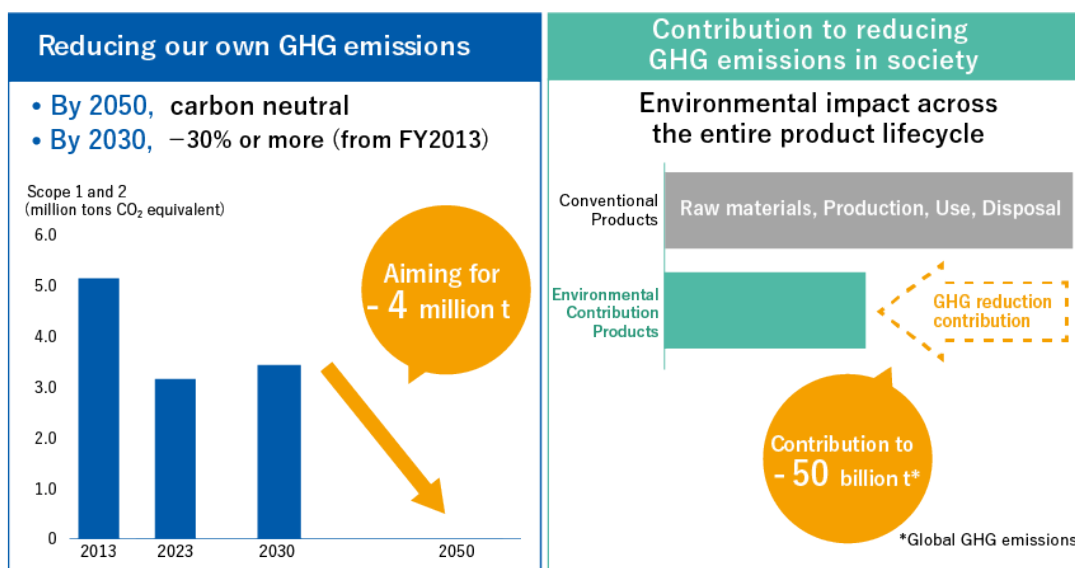 Reducing our own GHG emissions
• By 2050, carbon neutral
• By 2030, −30% or more (from FY2013)
Scope 1 and 2
(million tons CO₂ equivalent)
6.0
5.0
4.0
3.0
2.0
1.0
0
2013
2023
2030
2050
Aiming for
- 4 million t
Contribution to reducing
GHG emissions in society
Environmental impact across
the entire product lifecycle
Conventional
Products
Raw materials, Production, Use, Disposal
Environmental
Contribution
Products
GHG reduction
contribution
Contribution to
- 50 billion t*
*Global GHG emissions